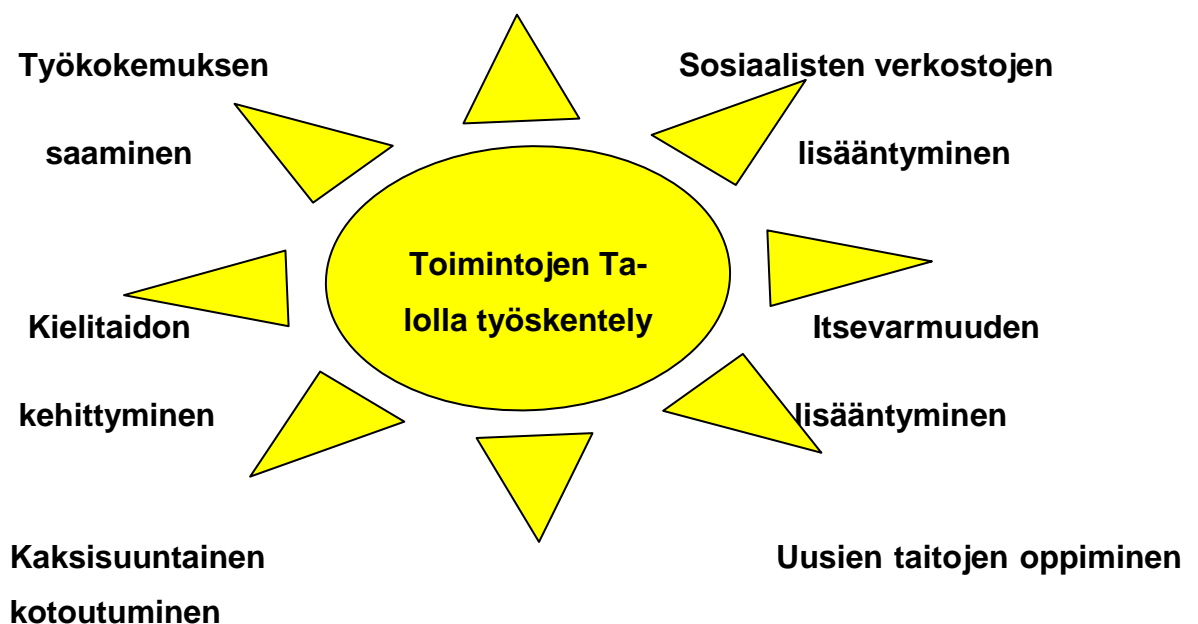 Työkokemuksen
saaminen
Sosiaalisten verkostojen
lisääntyminen
Toimintojen Ta-
lolla työskentely
Kielitaidon
kehittyminen
Itsevarmuuden
lisääntyminen
Kaksisuuntainen
kotoutuminen
Uusien taitojen oppiminen